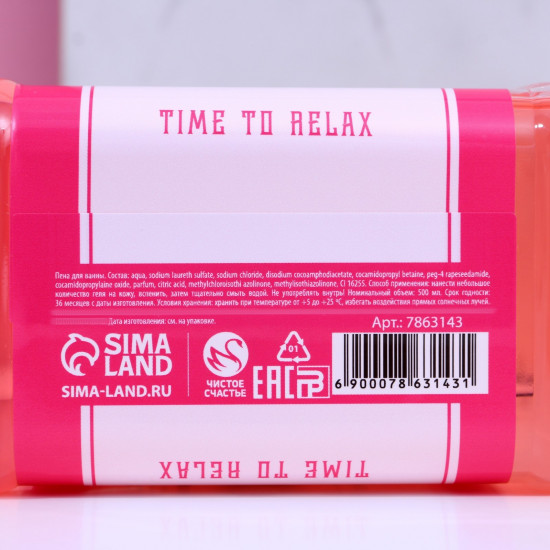 TIME TO RELAX
Пена для ванны. Состав: aqua, sodium laureth sulfate, sodium chloride, disodium cocoamphodiacetate, cocamidopropyl betaine, peg-4 rapeseedamide,
cocamidopropylaine oxide, parfum, citric acid, methylchloroisothi azolinone, methylisothiazolinone, CI 16255. Способ применения: нанести небольшое
количество геля на кожу, вспенить, затем тщательно смыть водой. Не употреблять внутрь! Номинальный объем: 500 мл. Срок годности:
36 месяцев с даты изготовления. Условия хранения: хранить при температуре от +5 до +25 °С, избегать воздействия прямых солнечных лучей.
Дата изготовления: см. на упаковке.
Арт.: 7863143
SIMA
LAND
SIMA-LAND.RU
ЧИСТОЕ
СЧАСТЬЕ
01
EAC
6 900078 631431
TIME TO RELAX